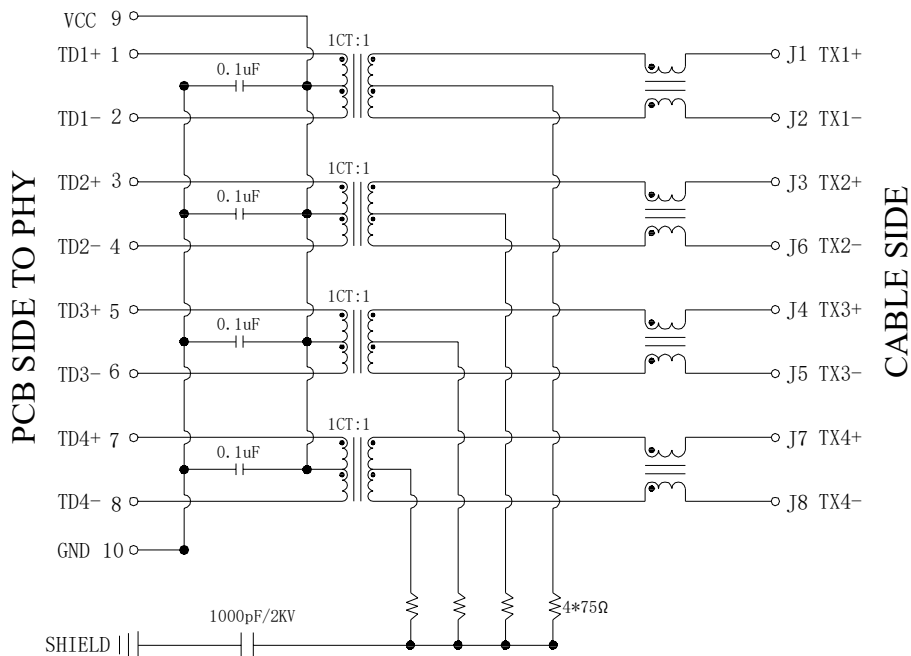 VCC 9
1CT:1
TD1+ 1
J1 TX1+
0.1uF
TD1- 2
J2 TX1-
1CT:1
TD2+ 3
J3 TX2+
0.1uF
TD2- 4
J6 TX2-
1CT:1
TD3+ 5
J4 TX3+
0.1uF
TD3- 6
J5 TX3-
1CT:1
TD4+ 7
J7 TX4+
0.1uF
TD4- 8
J8 TX4-
GND 10
4*75Ω
1000pF/2KV
SHIELD
PCB SIDE TO PHY
CABLE SIDE